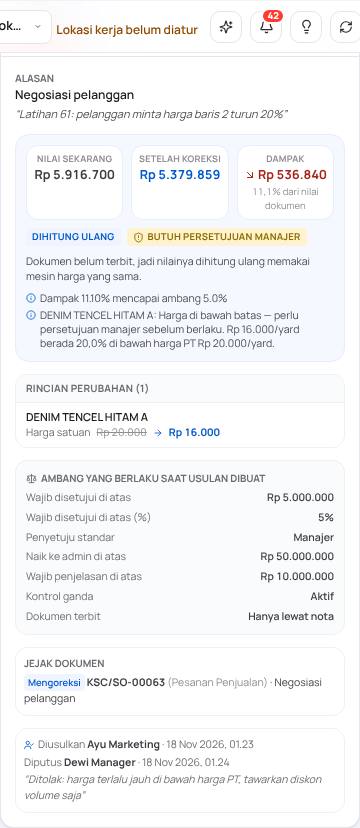 ok...
Lokasi kerja belum diatur
42
ALASAN
Negosiasi pelanggan
"Latihan 61: pelanggan minta harga baris 2 turun 20%"
NILAI SEKARANG
Rp 5.916.700
SETELAH KOREKSI
Rp 5.379.859
DAMPAK
Rp 536.840
11,1% dari nilai
dokumen
DIHITUNG ULANG
BUTUH PERSETUJUAN MANAJER
Dokumen belum terbit, jadi nilainya dihitung ulang memakai
mesin harga yang sama.
Dampak 11.10% mencapai ambang 5.0%
DENIM TENCEL HITAM A: Harga di bawah batas — perlu
persetujuan manajer sebelum berlaku. Rp 16.000/yard
berada 20,0% di bawah harga PT Rp 20.000/yard.
RINCIAN PERUBAHAN (1)
DENIM TENCEL HITAM A
Harga satuan Rp 20.000 → Rp 16.000
AMBANG YANG BERLAKU SAAT USULAN DIBUAT
Wajib disetujui di atas Rp 5.000.000
Wajib disetujui di atas (%) 5%
Penyetuju standar Manajer
Naik ke admin di atas Rp 50.000.000
Wajib penjelasan di atas Rp 10.000.000
Kontrol ganda Aktif
Dokumen terbit Hanya lewat nota
JEJAK DOKUMEN
Mengoreksi KSC/SO-00063 (Pesanan Penjualan) · Negosiasi
pelanggan
Diusulkan Ayu Marketing · 18 Nov 2026, 01.23
Diputus Dewi Manager · 18 Nov 2026, 01.24
"Ditolak: harga terlalu jauh di bawah harga PT, tawarkan diskon
volume saja"